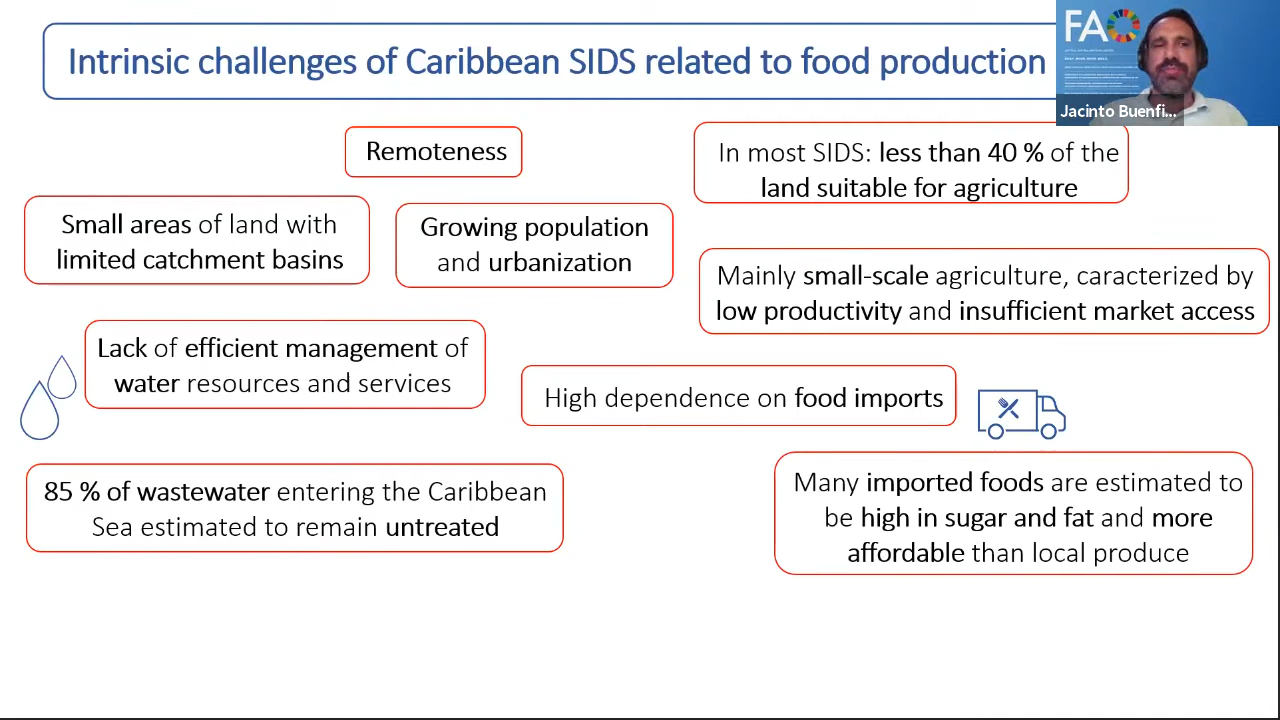 Intrinsic challenges of Caribbean SIDS related to food production
FAO
Jacinto Buenfi...
Remoteness
In most SIDS: less than 40 % of the
land suitable for agriculture
Small areas of land with
limited catchment basins
Growing population
and urbanization
Mainly small-scale agriculture, caracterized by
low productivity and insufficient market access
Lack of efficient management of
water resources and services
High dependence on food imports
85 % of wastewater entering the Caribbean
Sea estimated to remain untreated
Many imported foods are estimated to
be high in sugar and fat and more
affordable than local produce